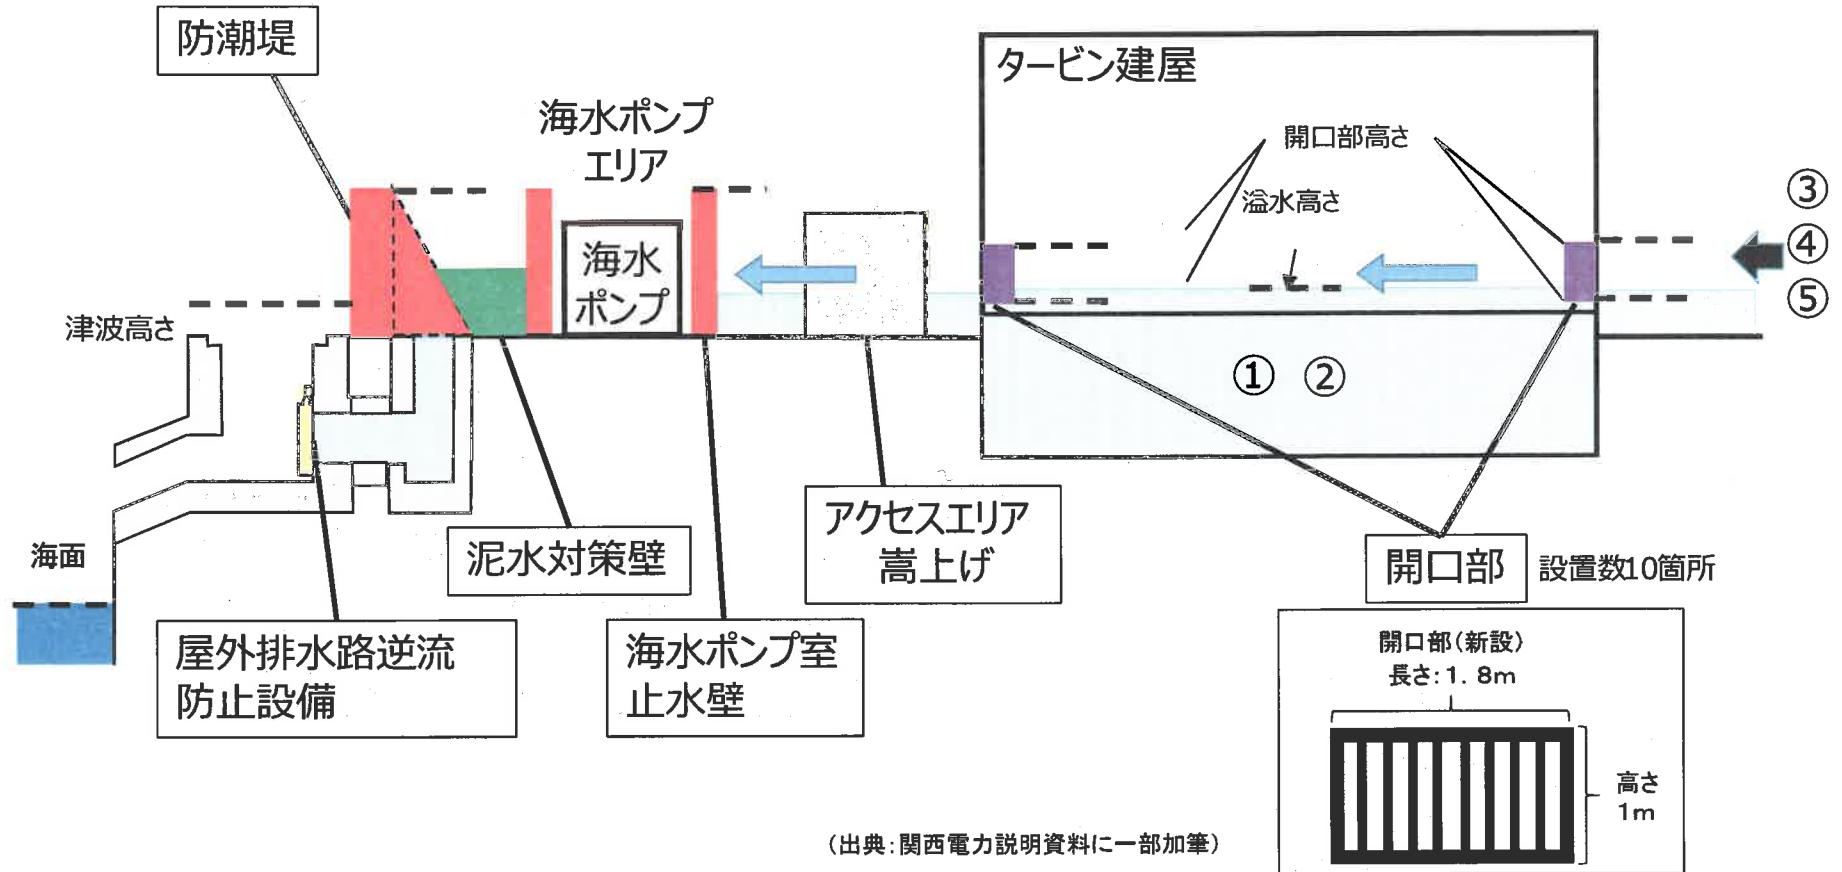 防潮堤
タービン建屋
海水ポンプ
エリア
開口部高さ
溢水高さ
③
④
⑤
海水
ポンプ
津波高さ
① ②
海面
泥水対策壁
アクセスエリア
嵩上げ
開口部
設置数10箇所
屋外排水路逆流
防止設備
海水ポンプ室
止水壁
開口部(新設)
長さ:1.8m
高さ
1m
(出典:関西電力説明資料に一部加筆)